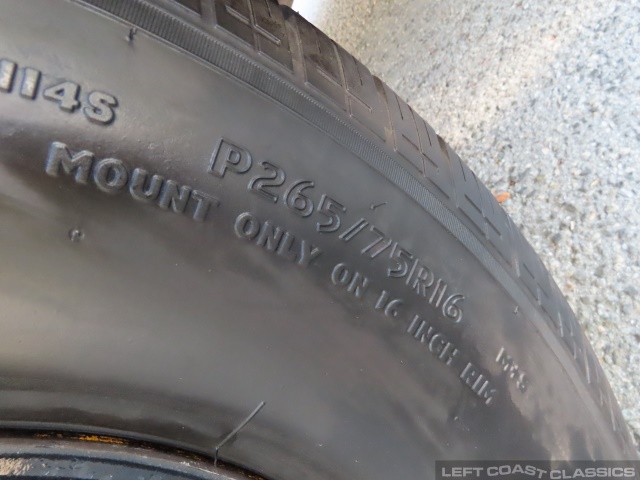 114S
P265/75R16
MOUNT ONLY ON 16 INCH RIM
LEFT COAST CLASSICS